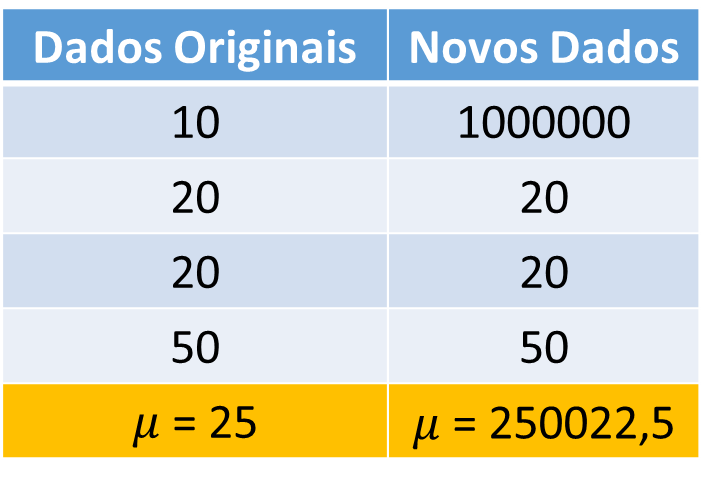 Dados Originais Novos Dados
10 1000000
20 20
20 20
50 50
𝜇 = 25 𝜇 = 250022,5